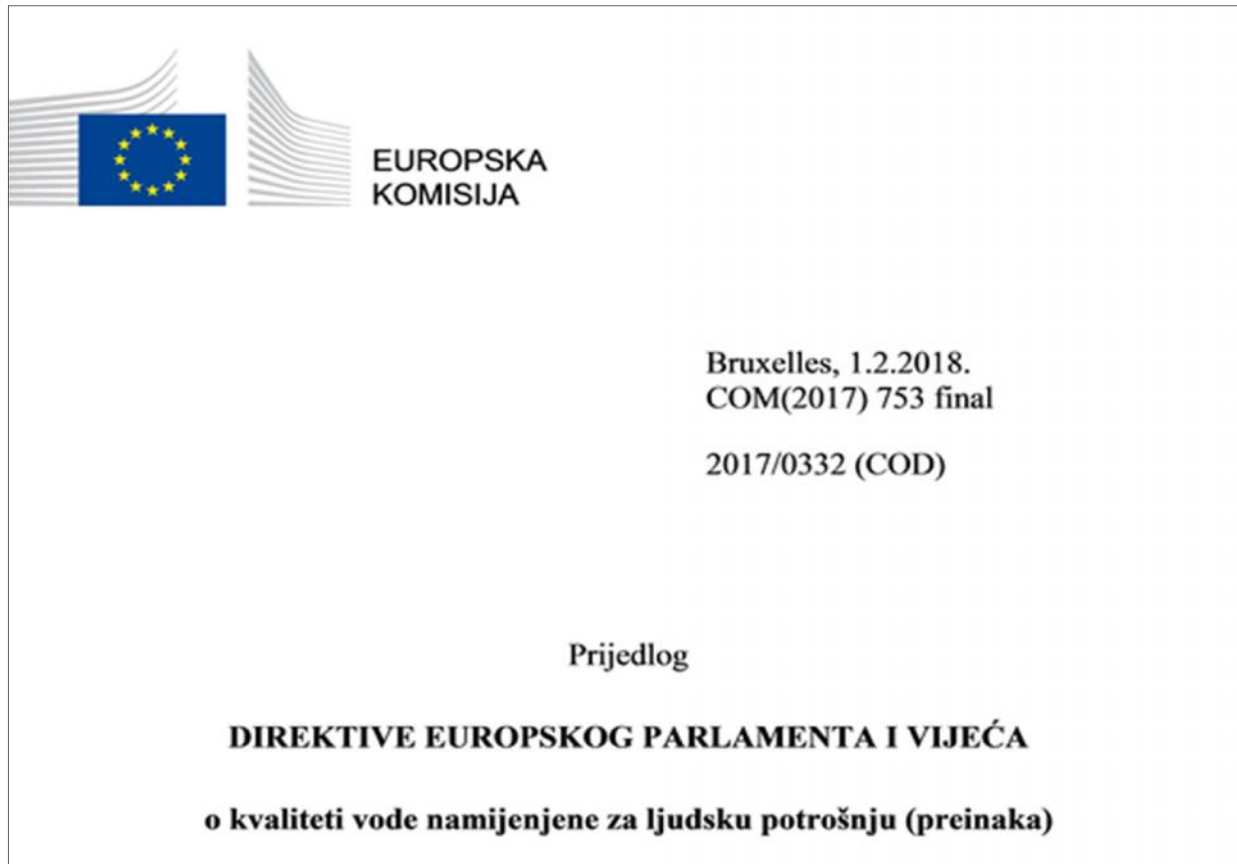 EUROPSKA
KOMISIJA
Bruxelles, 1.2.2018.
COM(2017) 753 final
2017/0332 (COD)
Prijedlog
DIREKTIVE EUROPSKOG PARLAMENTA I VIJEĆA
o kvaliteti vode namijenjene za ljudsku potrošnju (preinaka)